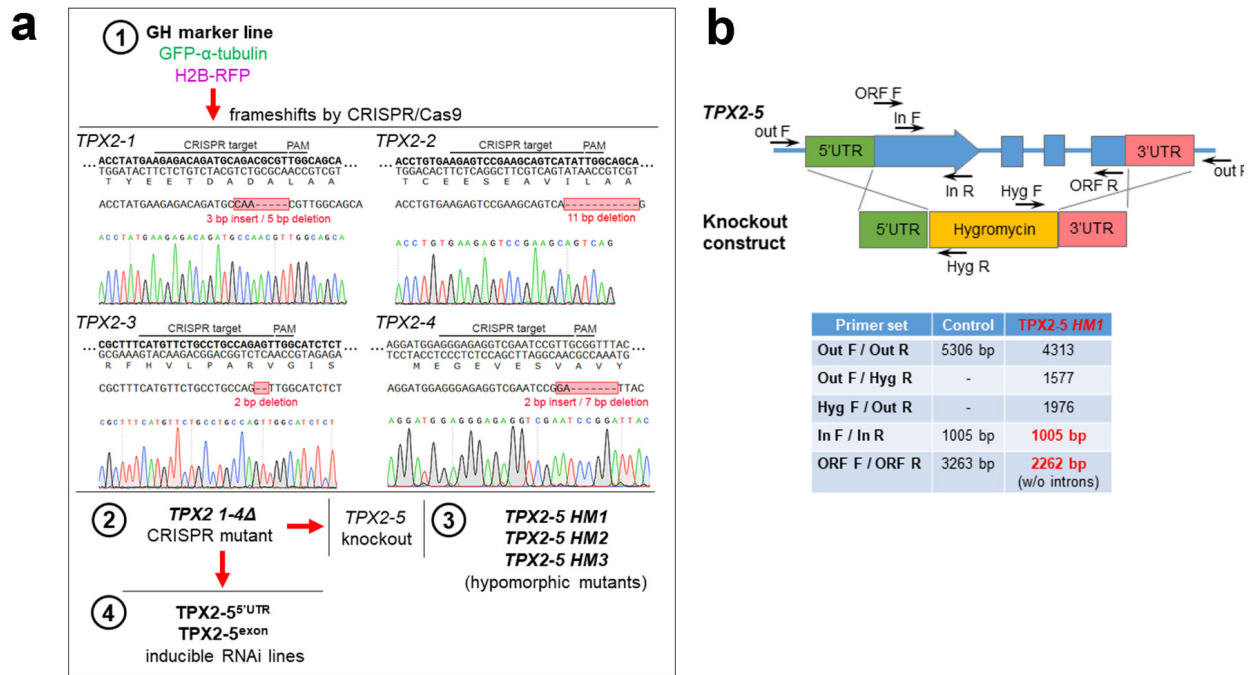 a
1
GH marker line
GFP-α-tubulin
H2B-RFP
frameshifts by CRISPR/Cas9
TPX2-1
CRISPR target
PAM
... ACCTATGAAGAGACAGATGCAGACGCGTTGGCAGCA ...
TGGATACTTCTCTGTCTACGTCTGCGCAACCGTCGT
T Y E E T D A D A L A A
ACCTATGAAGAGACAGATGCCAA-----CGTTGGCAGCA
3 bp insert / 5 bp deletion
ACCTATGAAGAGACAGATGCCAACGTTGGCAGCA
TPX2-2
CRISPR target
PAM
ACCTGTGAAGAGTCCGAAGCAGTCATATTGGCAGCA ...
TGGACACTTCTCAGGCTTCGTCAGTATAACCGTCGT
T C E E S E A V I L A A
ACCTGTGAAGAGTCCGAAGCAGTCA-----------G
11 bp deletion
ACCTGTGAAGAGTCCGAAGCAGTCAG
TPX2-3
CRISPR target
PAM
... CGCTTTCATGTTCTGCCTGCCAGAGTTGGCATCTCT ...
GCGAAAGTACAAGACGGACGGTCTCAACCGTAGAGA
R F H V L P A R V G I S
CGCTTTCATGTTCTGCCTGCCAG--TTGGCATCTCT
2 bp deletion
CGCTTTCATGTTCTGCCTGCCAGTTGGCATCTCT
TPX2-4
CRISPR target
PAM
AGGATGGAGGGAGAGGTCGAATCCGTTGCGGTTTAC ...
TCCTACCTCCCTCTCCAGCTTAGGCAACGCCAAATG
M E G E V E S V A V Y
AGGATGGAGGGAGAGGTCGAATCCGGA-------TTAC
2 bp insert / 7 bp deletion
AGGATGGAGGGAGAGGTCGAATCCGGATTAC
2
TPX2 1-4Δ
CRISPR mutant
TPX2-5
knockout
3
TPX2-5 HM1
TPX2-5 HM2
TPX2-5 HM3
(hypomorphic mutants)
4
TPX2-5 5'UTR
TPX2-5 exon
inducible RNAi lines
b
TPX2-5
out F
ORF F
In F
5'UTR
3'UTR
In R
Hyg F
ORF R
out
Knockout
construct
5'UTR
Hygromycin
3'UTR
Hyg R
Primer set Control TPX2-5 HM1
Out F / Out R 5306 bp 4313
Out F / Hyg R - 1577
Hyg F / Out R - 1976
In F / In R 1005 bp 1005 bp
ORF F / ORF R 3263 bp 2262 bp
(w/o introns)